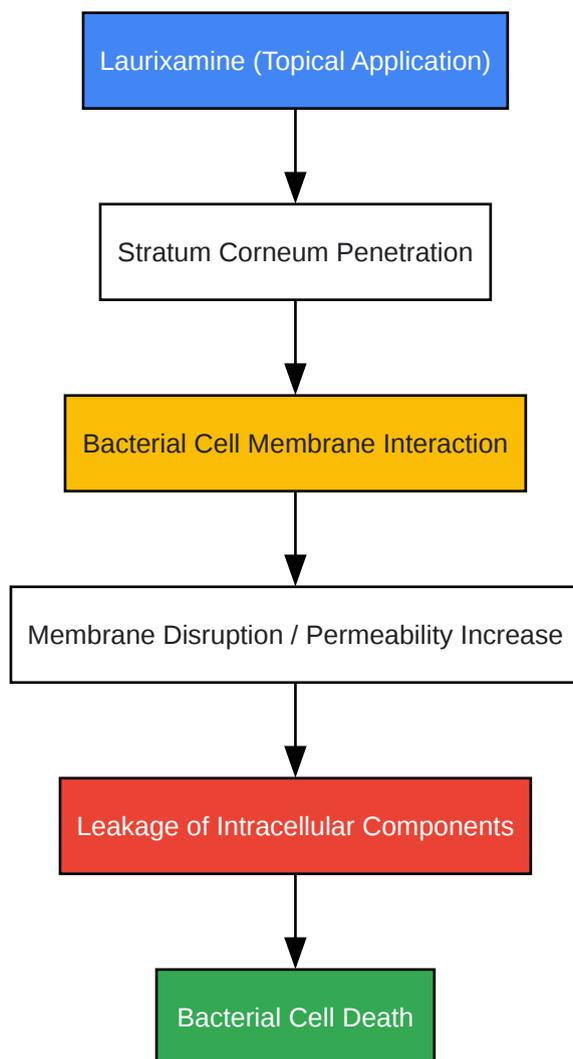 Laurixamine (Topical Application)
Stratum Corneum Penetration
Bacterial Cell Membrane Interaction
Membrane Disruption / Permeability Increase
Leakage of Intracellular Components
Bacterial Cell Death